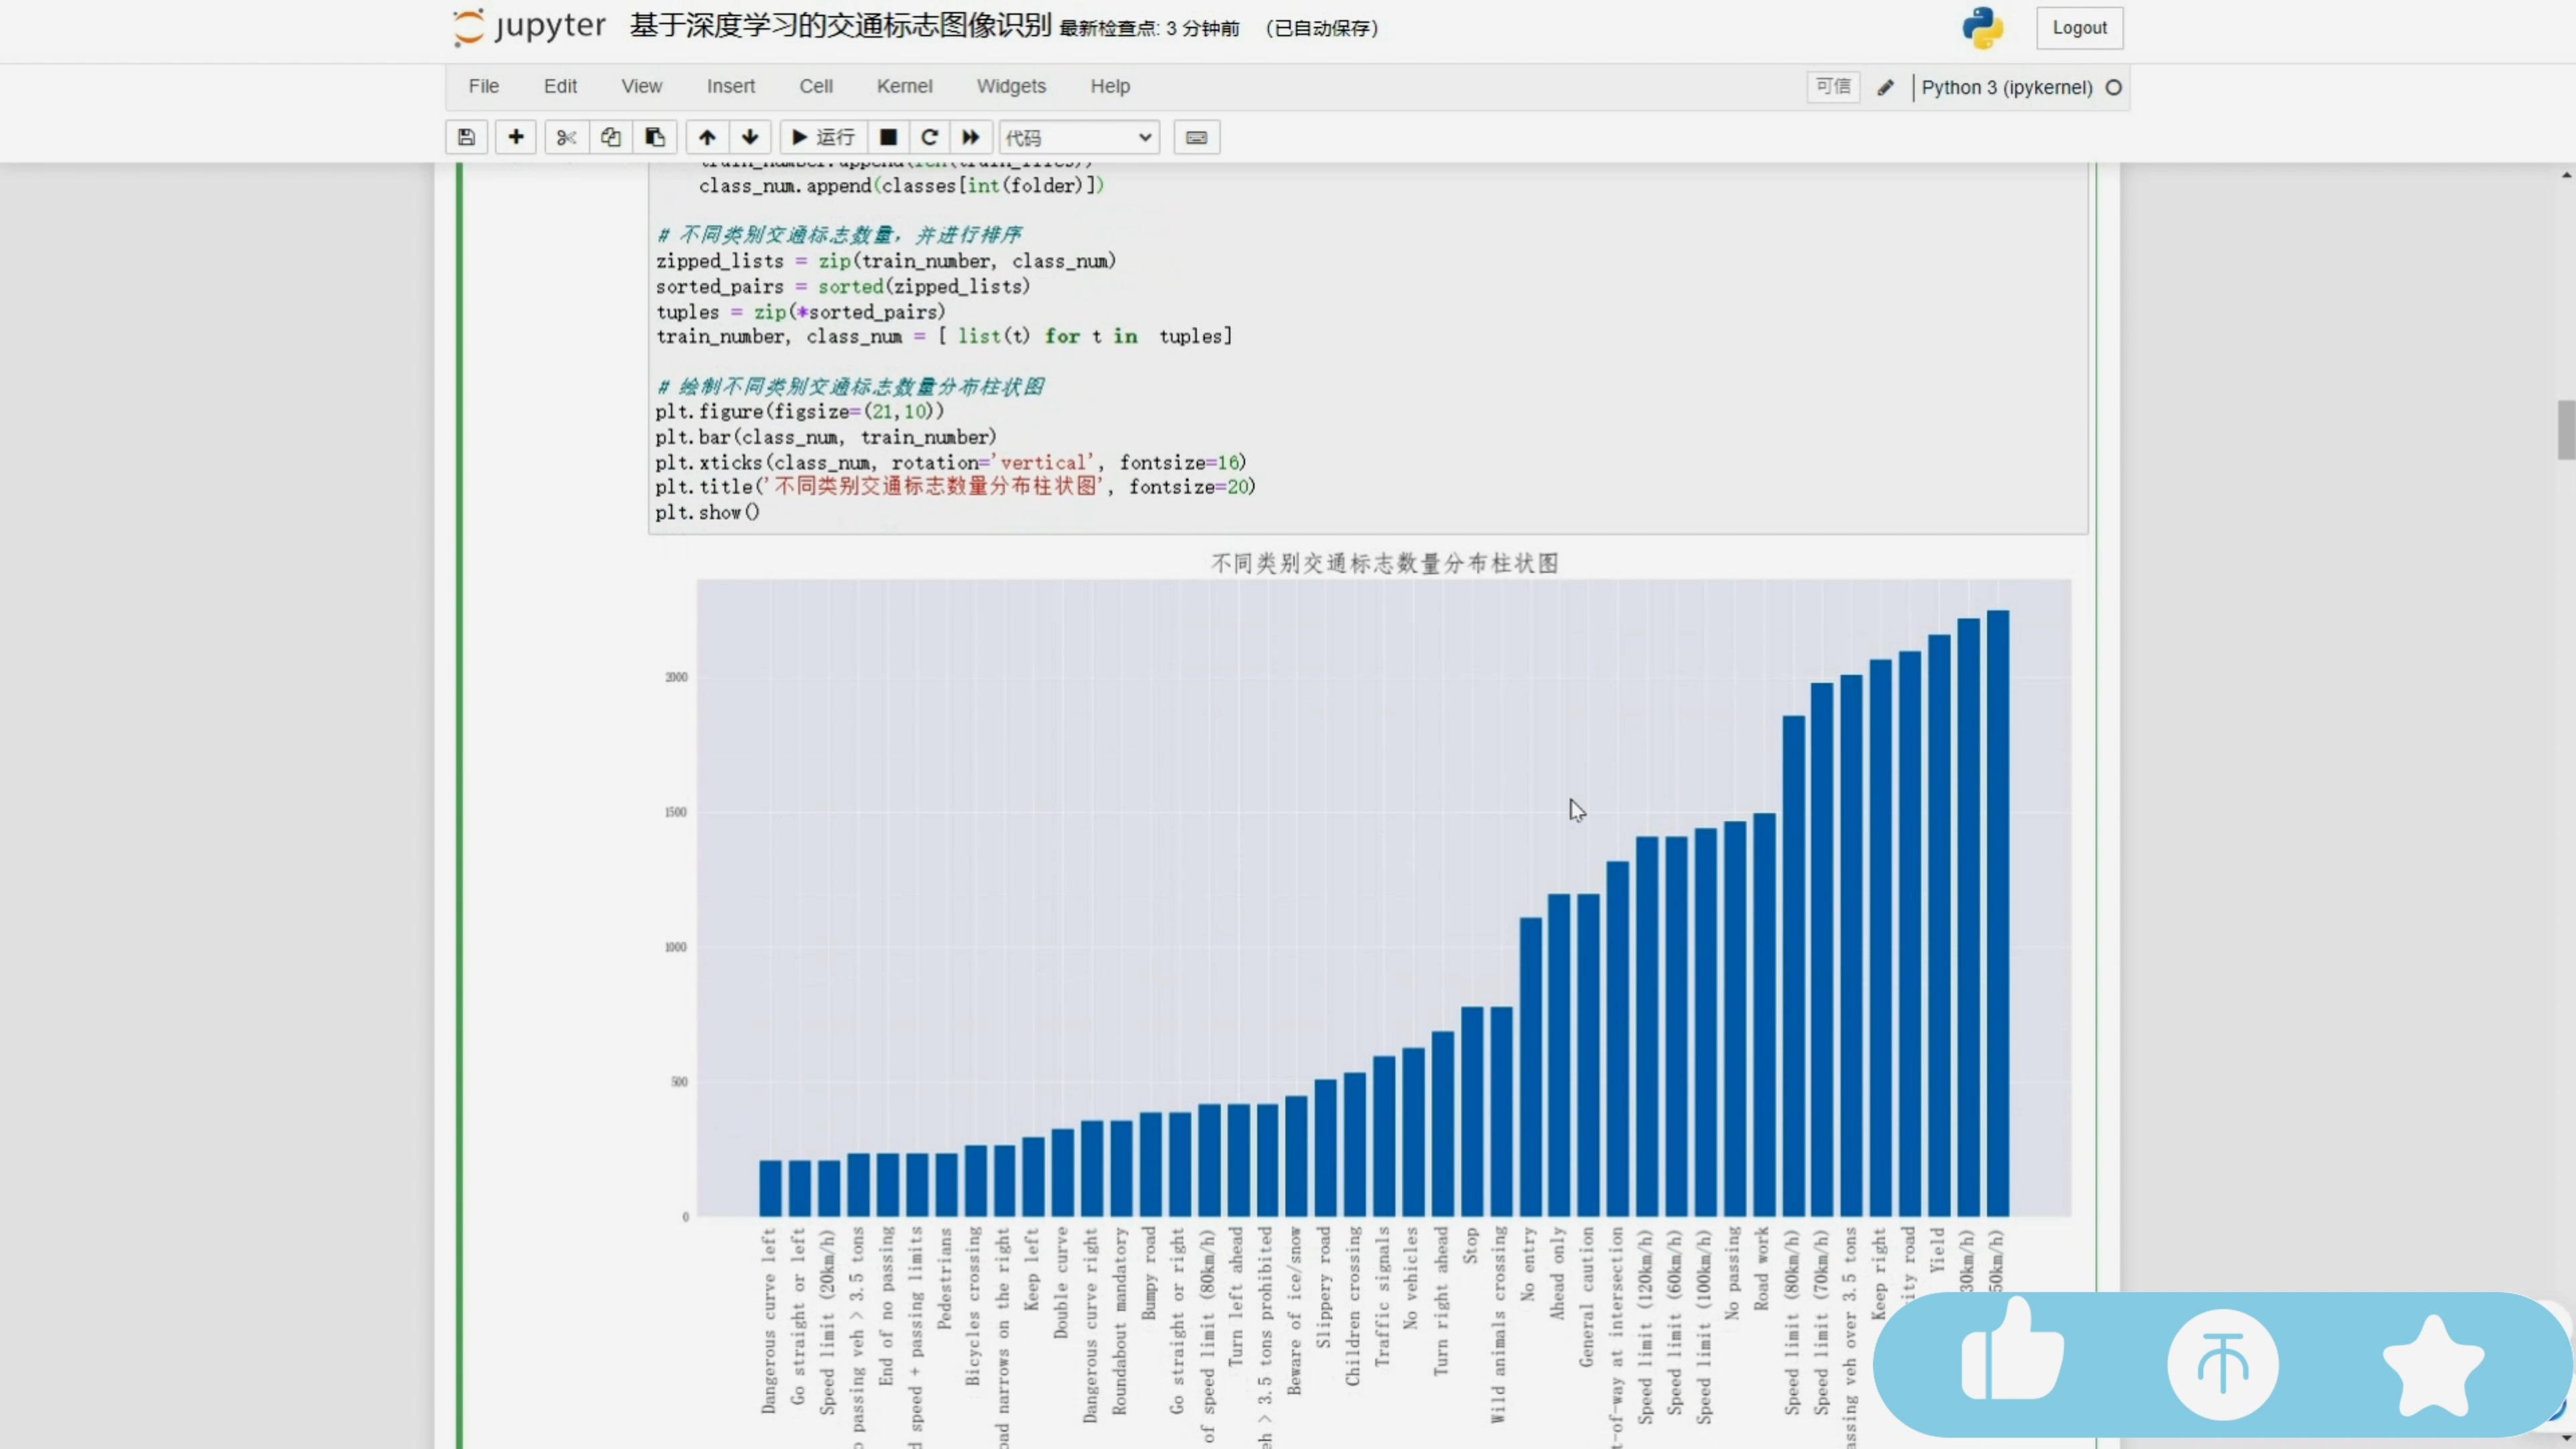 jupyter 基于深度学习的交通标志图像识别 最新检查点: 3 分钟前 (已自动保存) Logout
File Edit View Insert Cell Kernel Widgets Help 可信 Python 3 (ipykernel)
运行 代码
train_number.append(len(train_files))
class_num.append(classes[int(folder)])
# 不同类别交通标志数量，并进行排序
zipped_lists = zip(train_number, class_num)
sorted_pairs = sorted(zipped_lists)
tuples = zip(*sorted_pairs)
train_number, class_num = [ list(t) for t in  tuples]
# 绘制不同类别交通标志数量分布柱状图
plt.figure(figsize=(21,10))
plt.bar(class_num, train_number)
plt.xticks(class_num, rotation='vertical', fontsize=16)
plt.title('不同类别交通标志数量分布柱状图', fontsize=20)
plt.show()
不同类别交通标志数量分布柱状图
2000
1500
1000
500
0
Dangerous curve left
Go straight or left
Speed limit (20km/h)
passing veh > 3.5 tons
End of no passing
speed + passing limits
Pedestrians
Bicycles crossing
narrows on the right
Keep left
Double curve
Dangerous curve right
Roundabout mandatory
Bumpy road
Go straight or right
of speed limit (80km/h)
Turn left ahead
> 3.5 tons prohibited
Beware of ice/snow
Slippery road
Children crossing
Traffic signals
No vehicles
Turn right ahead
Stop
Wild animals crossing
No entry
Ahead only
General caution
t-of-way at intersection
Speed limit (120km/h)
Speed limit (60km/h)
Speed limit (100km/h)
No passing
Road work
Speed limit (80km/h)
Speed limit (70km/h)
assing veh over 3.5 tons
Keep right
ity road
Yield
30km/h)
50km/h)